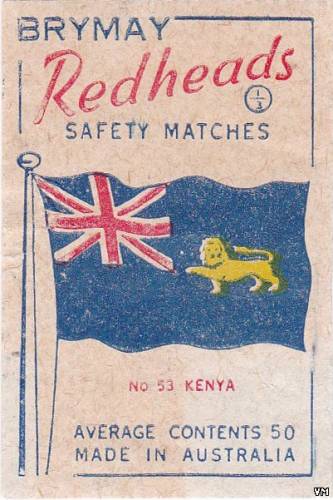 BRYMAY
Redheads
1/3
SAFETY MATCHES
No 53 KENYA
AVERAGE CONTENTS 50
MADE IN AUSTRALIA
VM